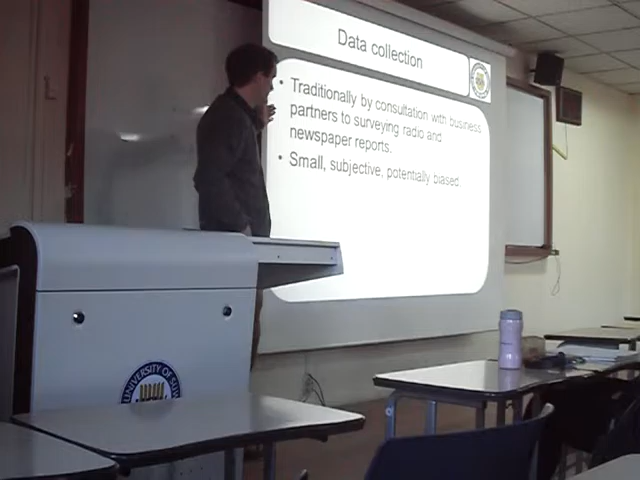 Data collection
• Traditionally by consultation with business
partners to surveying radio and
newspaper reports.
• Small, subjective, potentially biased.
UNIVERSITY OF